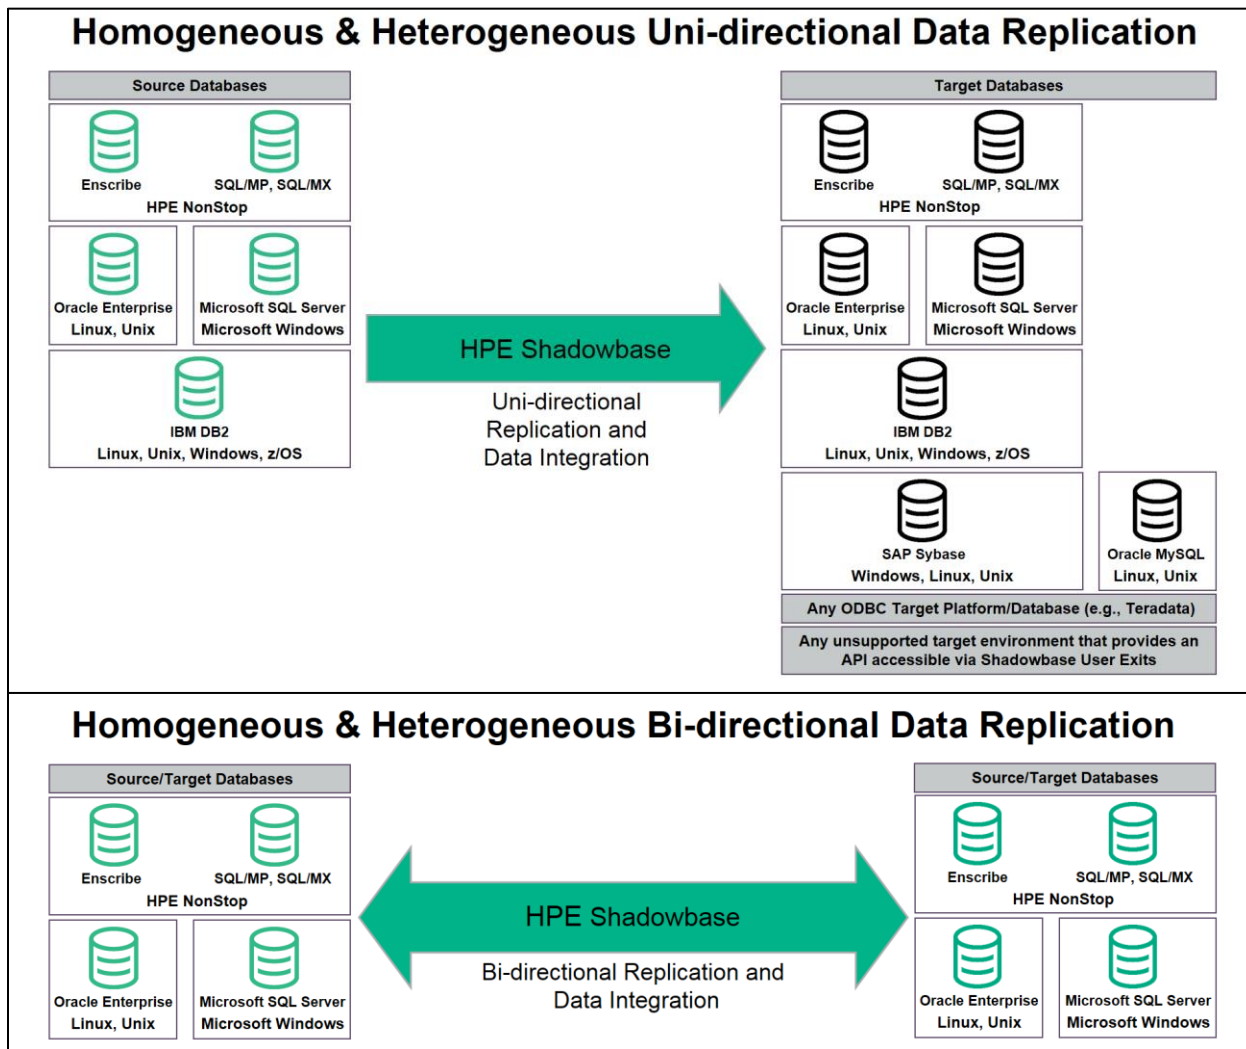 Homogeneous & Heterogeneous Uni-directional Data Replication
Source Databases
Enscribe
SQL/MP, SQL/MX
HPE NonStop
Oracle Enterprise
Linux, Unix
Microsoft SQL Server
Microsoft Windows
IBM DB2
Linux, Unix, Windows, z/OS
HPE Shadowbase
Uni-directional
Replication and
Data Integration
Target Databases
Enscribe
SQL/MP, SQL/MX
HPE NonStop
Oracle Enterprise
Linux, Unix
Microsoft SQL Server
Microsoft Windows
IBM DB2
Linux, Unix, Windows, z/OS
SAP Sybase
Windows, Linux, Unix
Oracle MySQL
Linux, Unix
Any ODBC Target Platform/Database (e.g., Teradata)
Any unsupported target environment that provides an
API accessible via Shadowbase User Exits
Homogeneous & Heterogeneous Bi-directional Data Replication
Source/Target Databases
Enscribe
SQL/MP, SQL/MX
HPE NonStop
Oracle Enterprise
Linux, Unix
Microsoft SQL Server
Microsoft Windows
HPE Shadowbase
Bi-directional Replication and
Data Integration
Source/Target Databases
Enscribe
SQL/MP, SQL/MX
HPE NonStop
Oracle Enterprise
Linux, Unix
Microsoft SQL Server
Microsoft Windows